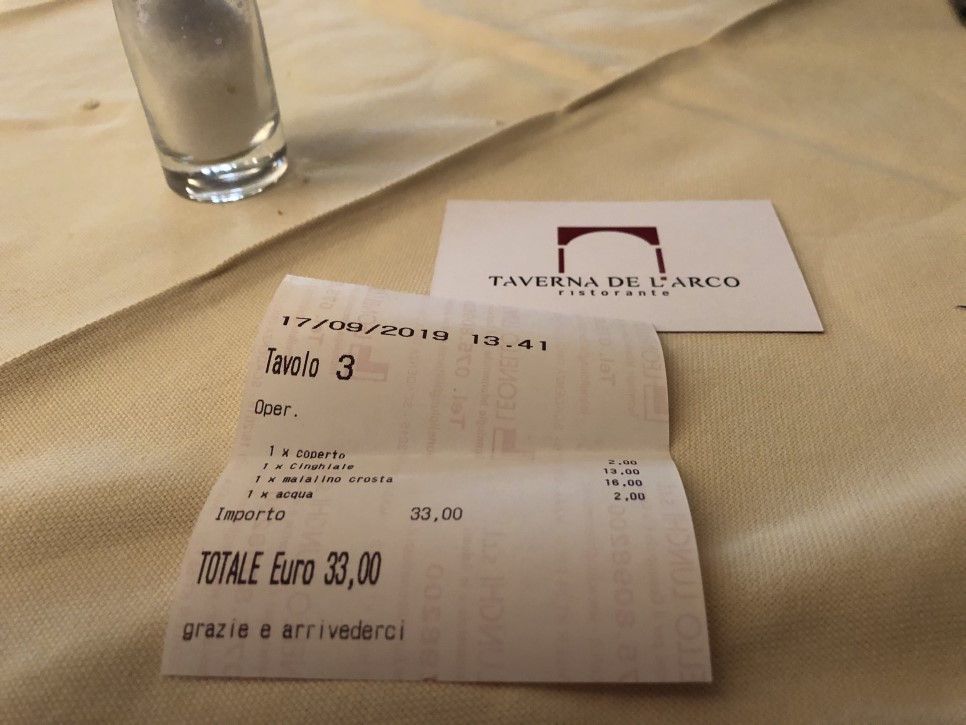 TAVERNA DE L'ARCO
ristorante
17/09/2019 13.41
Tavolo 3
Oper.
1 x coperto 2,00
1 x Cinghiale 13,00
1 x maialino crosta 16,00
1 x acqua 2,00
Importo 33,00
TOTALE Euro 33,00
grazie e arrivederci